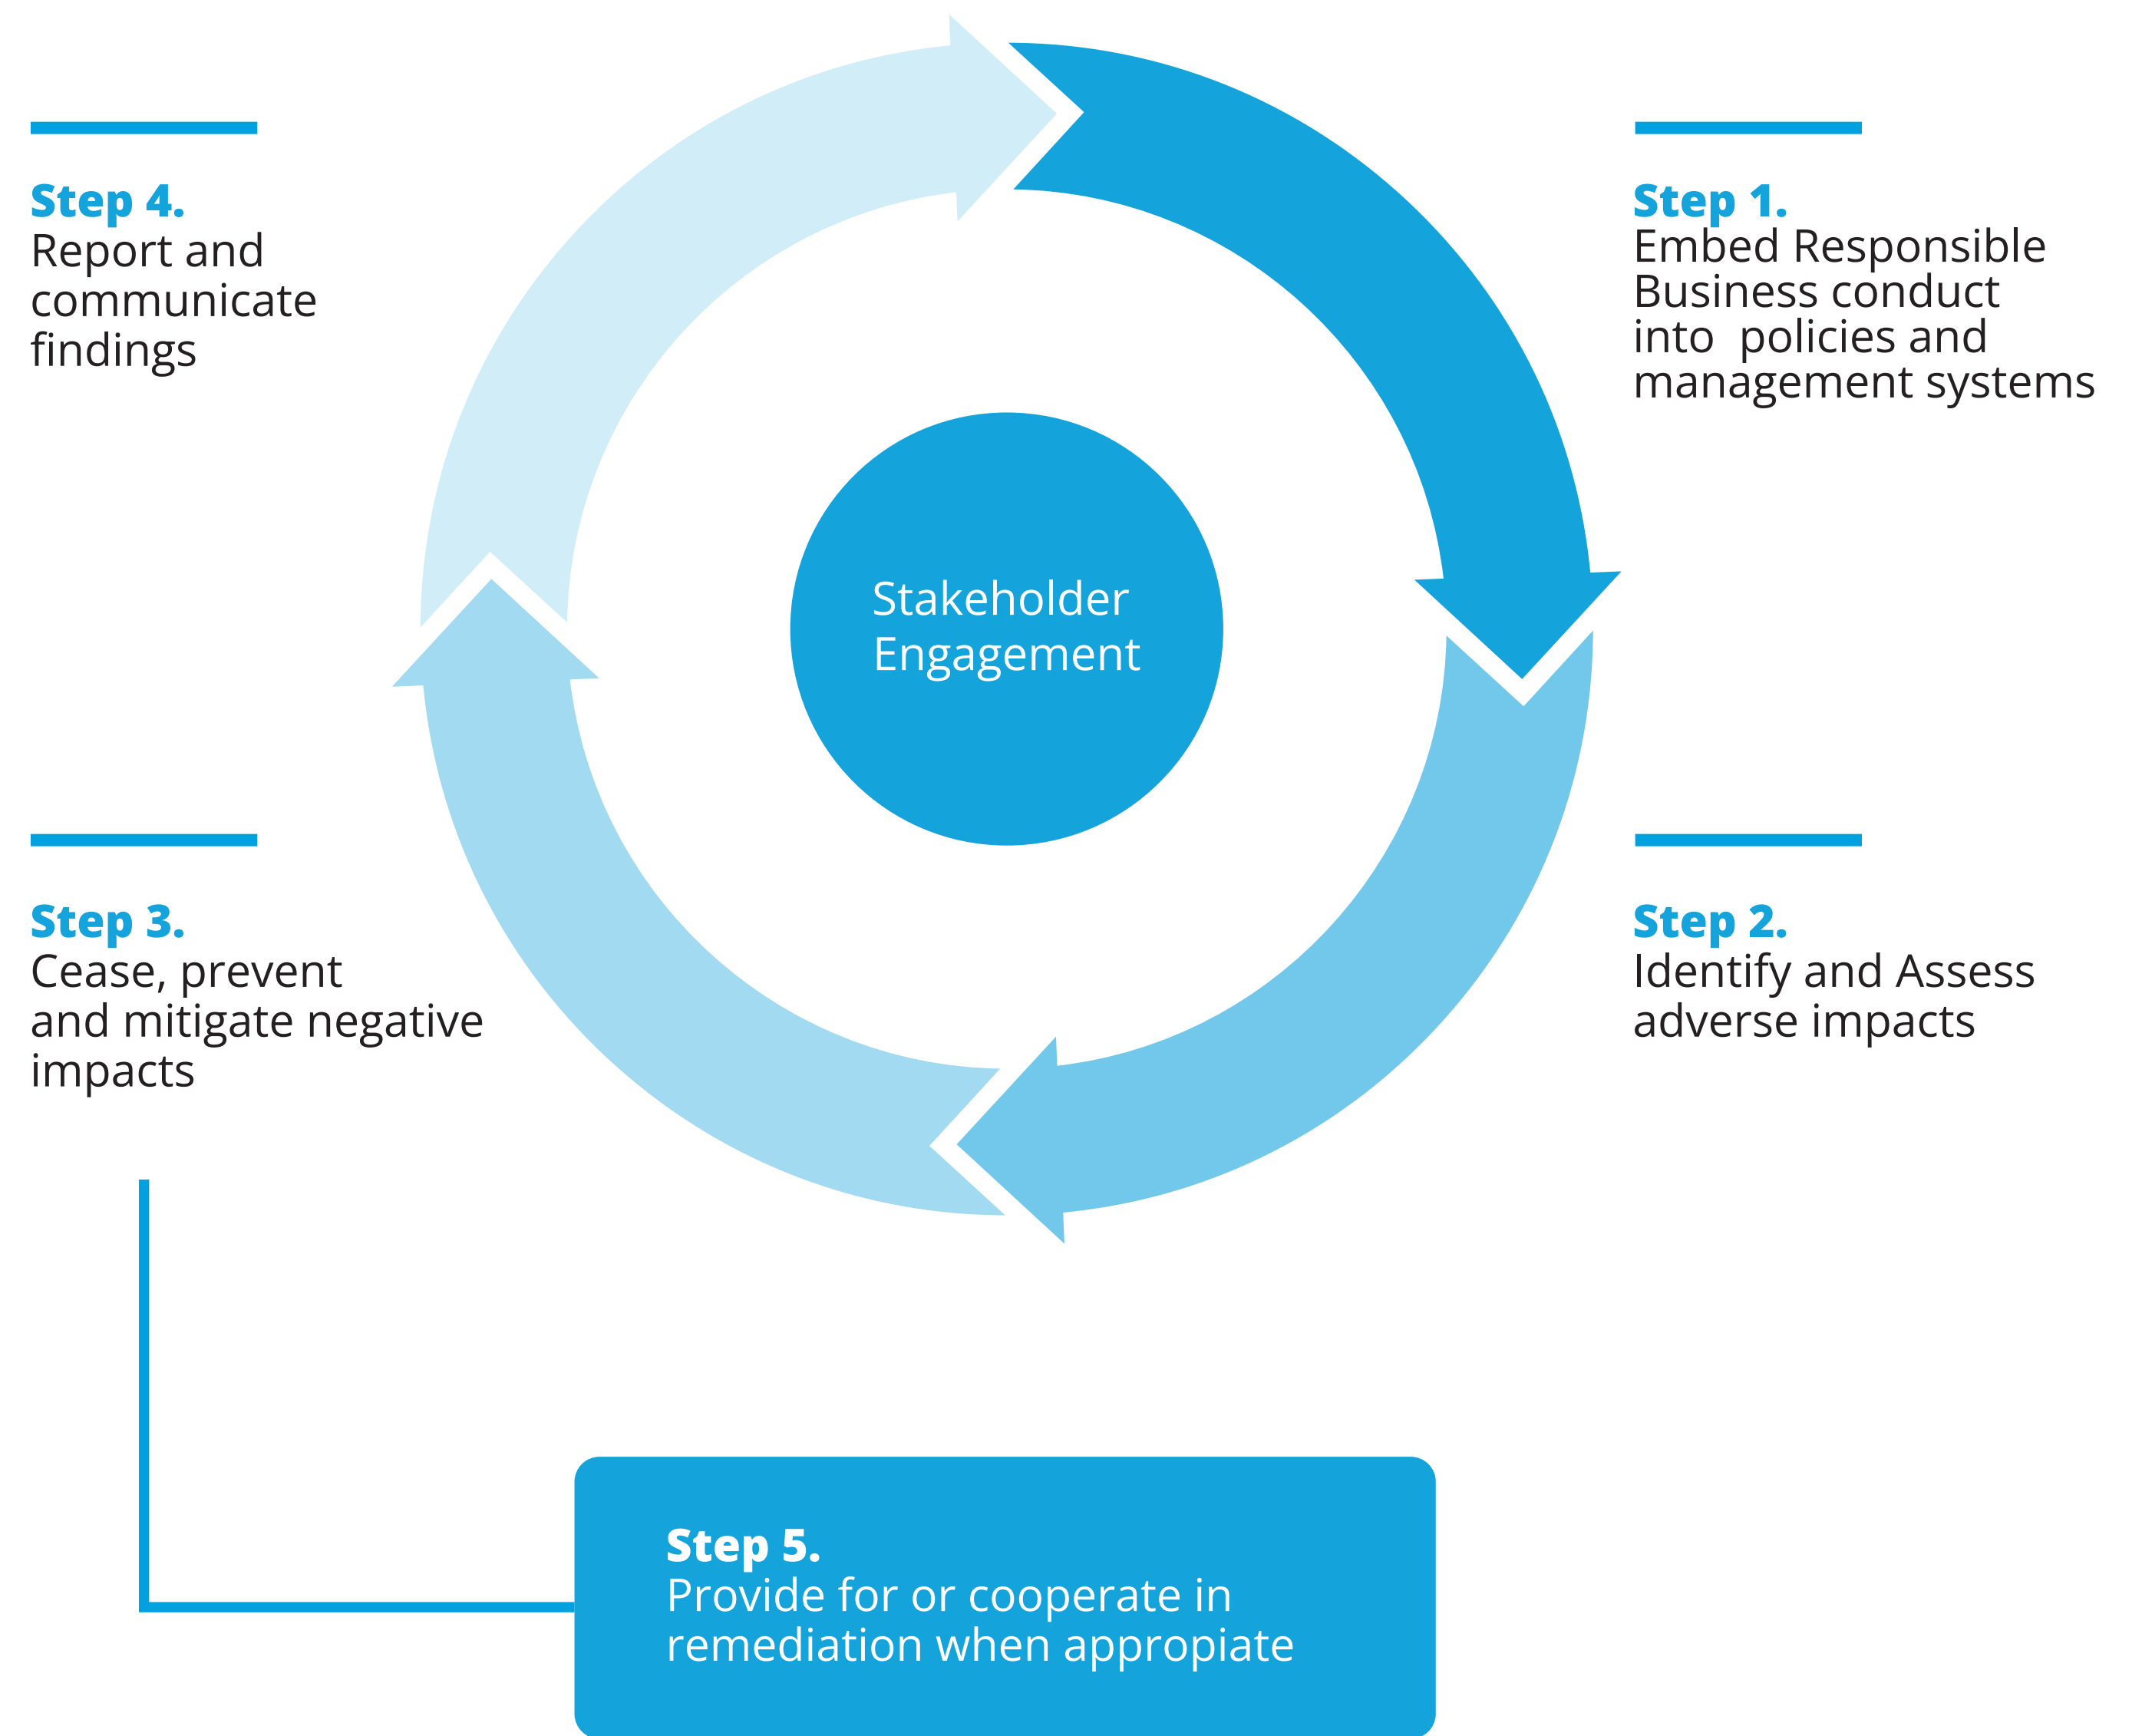 Step 4.
Report and
communicate
findings
Step 1.
Embed Responsible
Business conduct
into  policies and
management systems
Stakeholder
Engagement
Step 3.
Cease, prevent
and mitigate negative
impacts
Step 2.
Identify and Assess
adverse impacts
Step 5.
Provide for or cooperate in
remediation when appropiate